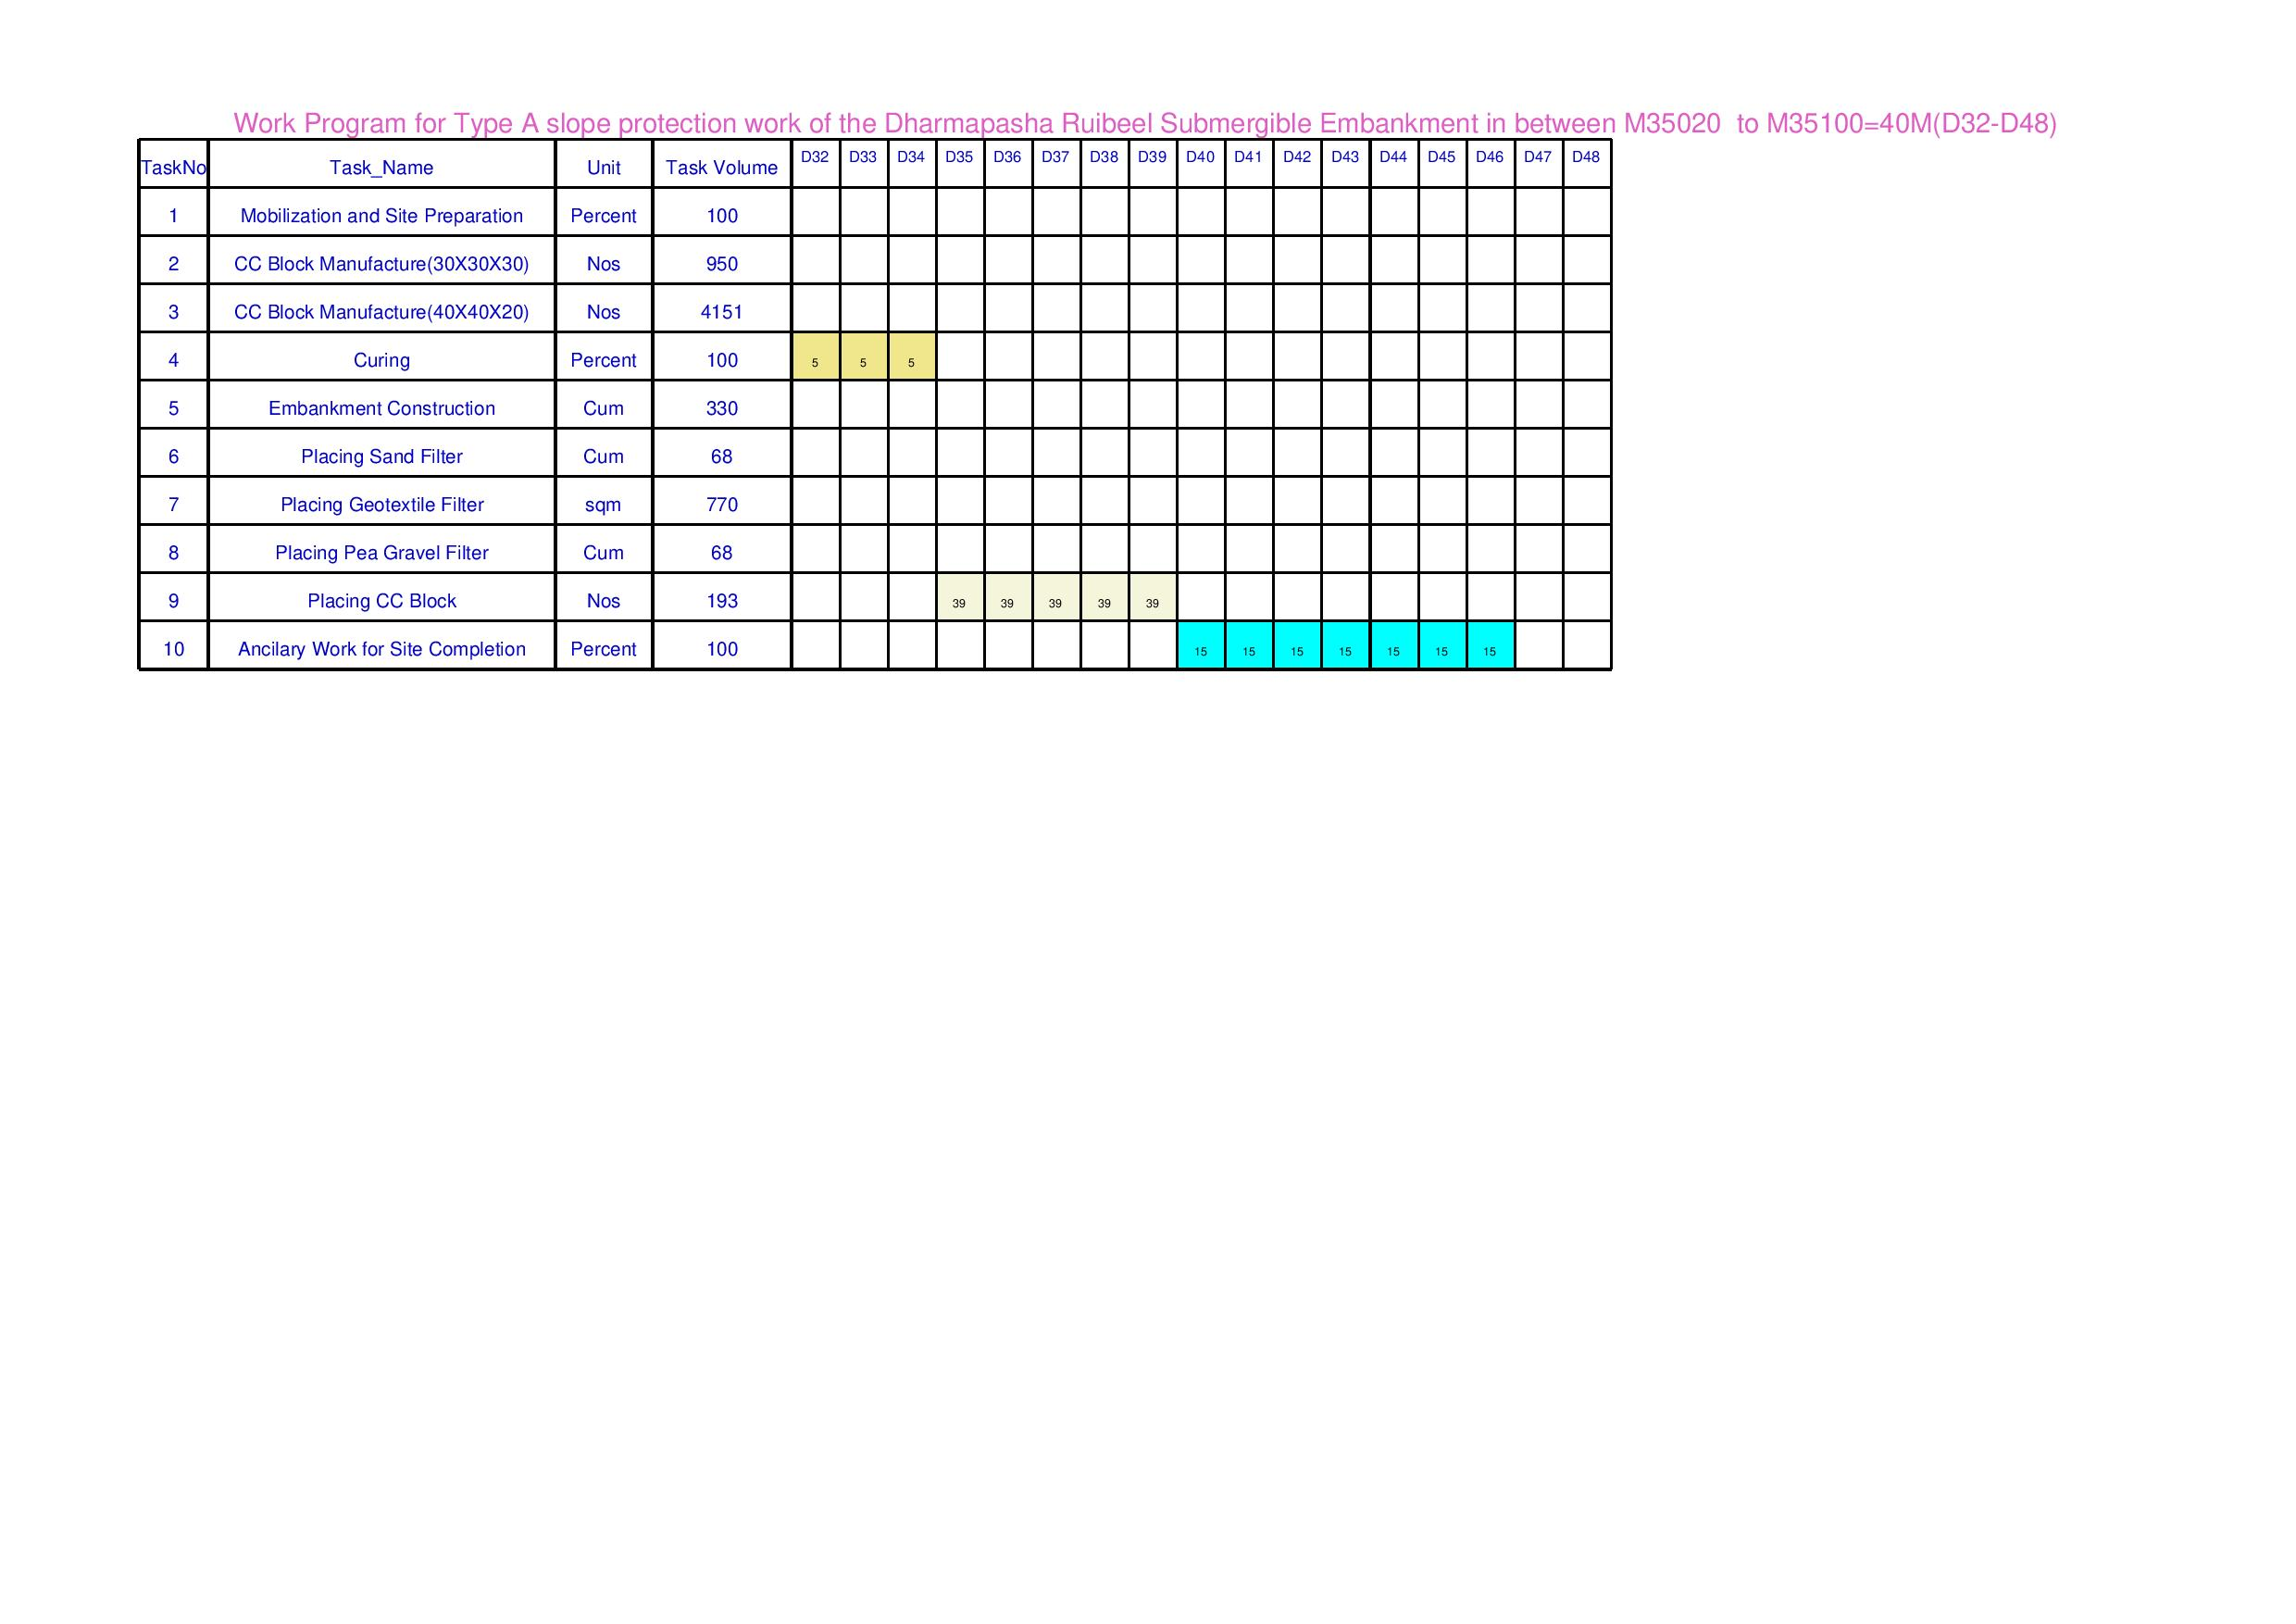 Work Program for Type A slope protection work of the Dharmapasha Ruibeel Submergible Embankment in between M35020  to M35100=40M(D32-D48)
TaskNo Task_Name Unit Task Volume D32 D33 D34 D35 D36 D37 D38 D39 D40 D41 D42 D43 D44 D45 D46 D47 D48
1 Mobilization and Site Preparation Percent 100
2 CC Block Manufacture(30X30X30) Nos 950
3 CC Block Manufacture(40X40X20) Nos 4151
4 Curing Percent 100 5 5 5
5 Embankment Construction Cum 330
6 Placing Sand Filter Cum 68
7 Placing Geotextile Filter sqm 770
8 Placing Pea Gravel Filter Cum 68
9 Placing CC Block Nos 193 39 39 39 39 39
10 Ancilary Work for Site Completion Percent 100 15 15 15 15 15 15 15